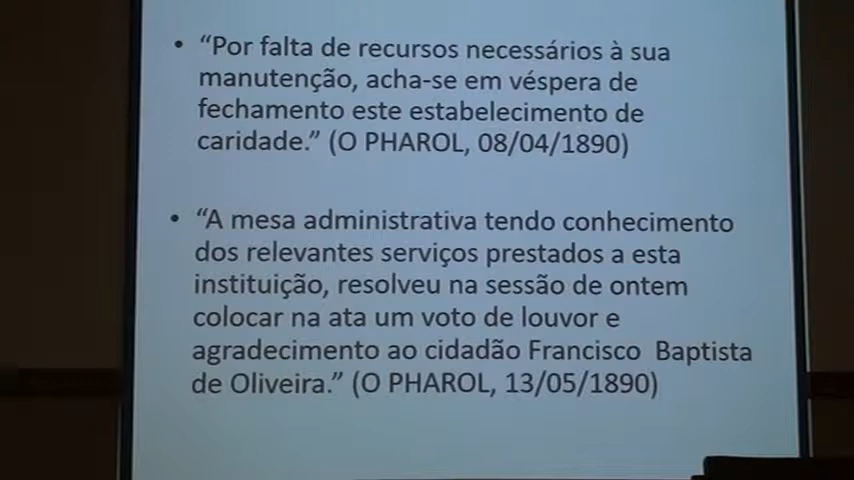 • “Por falta de recursos necessários à sua
manutenção, acha-se em véspera de
fechamento este estabelecimento de
caridade.” (O PHAROL, 08/04/1890)
• “A mesa administrativa tendo conhecimento
dos relevantes serviços prestados a esta
instituição, resolveu na sessão de ontem
colocar na ata um voto de louvor e
agradecimento ao cidadão Francisco  Baptista
de Oliveira.” (O PHAROL, 13/05/1890)